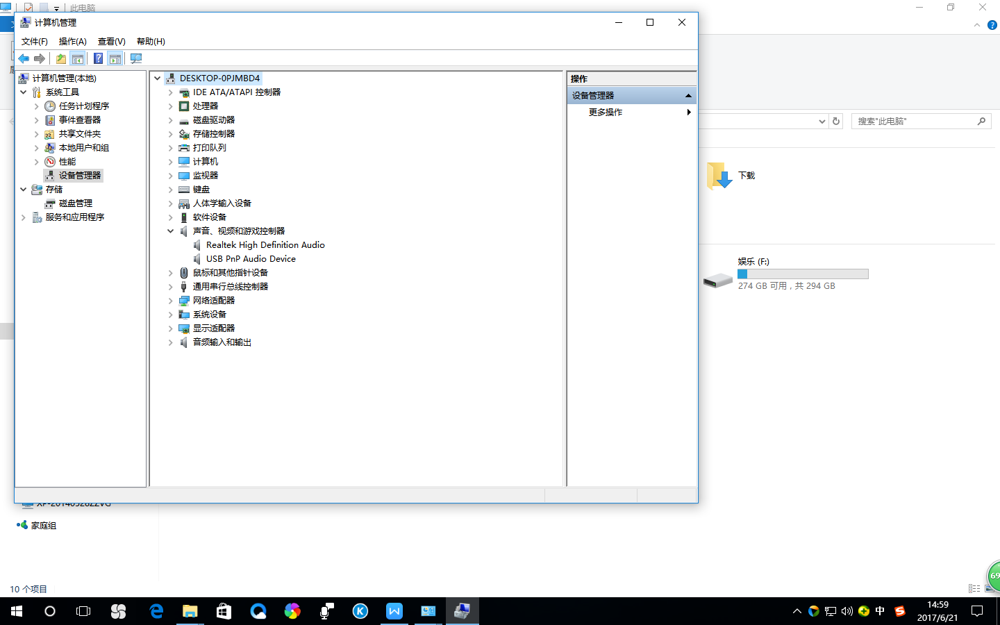 此电脑
计算机管理
文件(F)
操作(A)
查看(V)
帮助(H)
计算机管理(本地)
系统工具
任务计划程序
事件查看器
共享文件夹
本地用户和组
性能
设备管理器
存储
磁盘管理
服务和应用程序
DESKTOP-0PJMBD4
IDE ATA/ATAPI 控制器
处理器
磁盘驱动器
存储控制器
打印队列
计算机
监视器
键盘
人体学输入设备
软件设备
声音、视频和游戏控制器
Realtek High Definition Audio
USB PnP Audio Device
鼠标和其他指针设备
通用串行总线控制器
网络适配器
系统设备
显示适配器
音频输入和输出
操作
设备管理器
更多操作
搜索"此电脑"
下载
娱乐 (F:)
274 GB 可用，共 294 GB
XP-20140528ZZVG
家庭组
10 个项目
69
中
14:59
2017/6/21